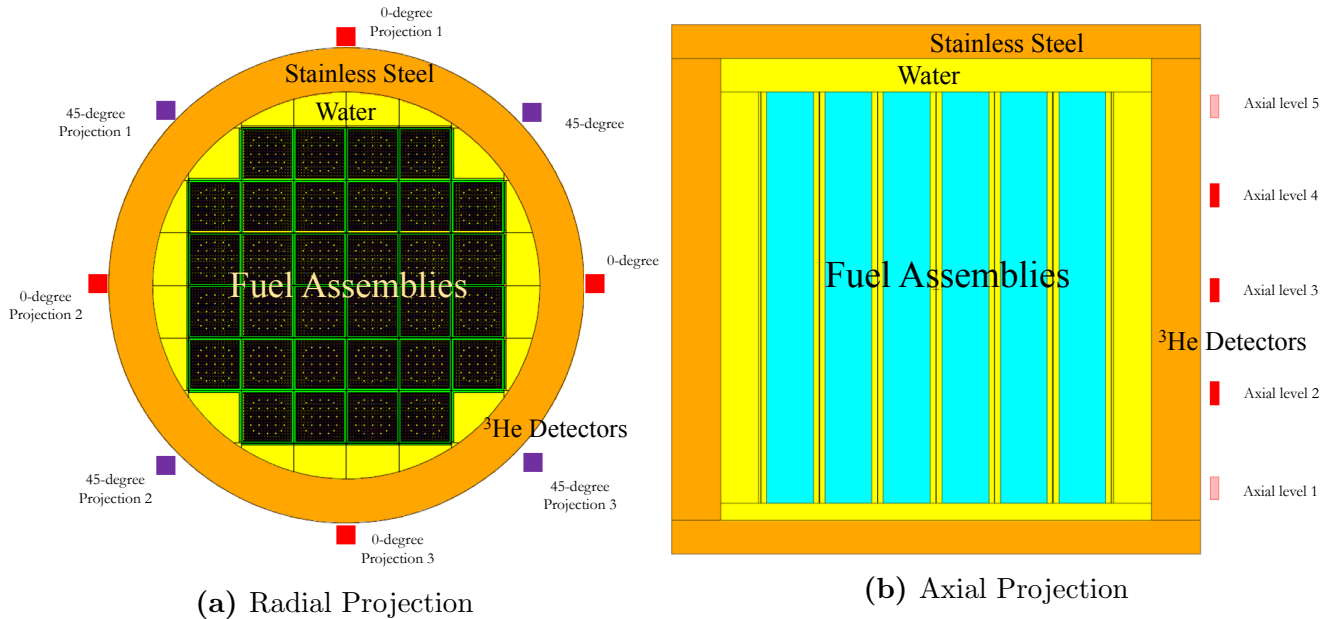 0-degree
Projection 1
Stainless Steel
45-degree
Projection 1
Water
45-degree
Fuel Assemblies
0-degree
0-degree
Projection 2
³He Detectors
45-degree
Projection 2
45-degree
Projection 3
0-degree
Projection 3
(a) Radial Projection
Stainless Steel
Water
Axial level 5
Axial level 4
Fuel Assemblies
Axial level 3
³He Detectors
Axial level 2
Axial level 1
(b) Axial Projection